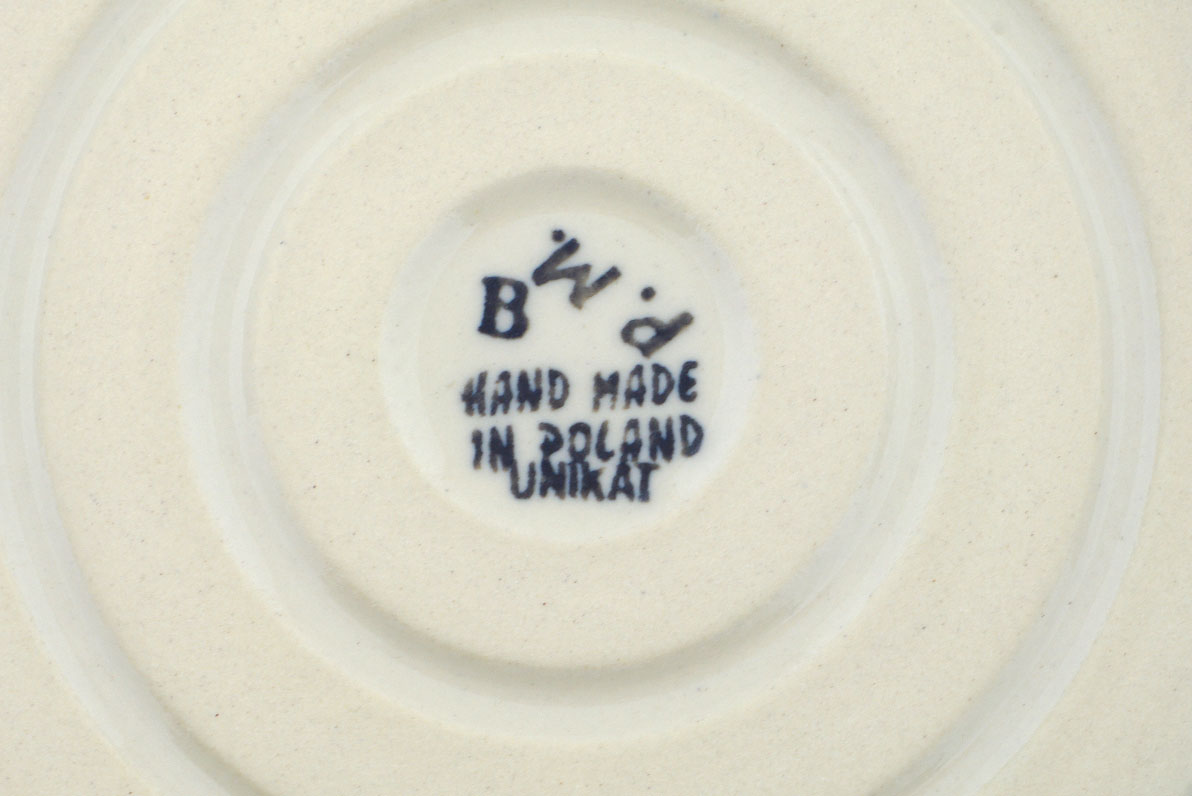 B
HAND MADE
IN POLAND
UNIKAT